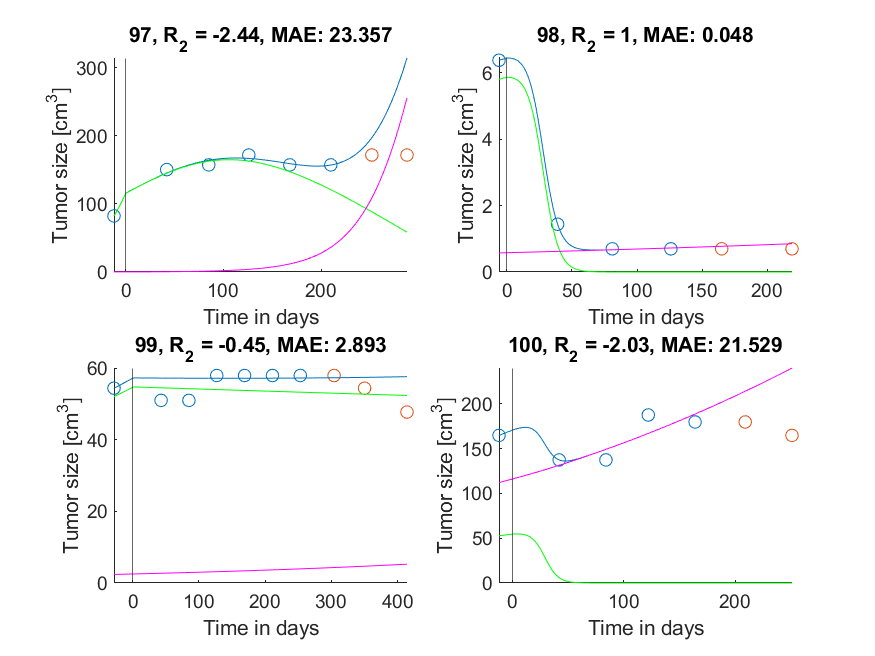 97, R2 = -2.44, MAE: 23.357
300
200
100
0
Tumor size [cm3]
0
100
200
Time in days
98, R2 = 1, MAE: 0.048
6
4
2
0
Tumor size [cm3]
0
50
100
150
200
Time in days
99, R2 = -0.45, MAE: 2.893
60
40
20
0
Tumor size [cm3]
0
100
200
300
400
Time in days
100, R2 = -2.03, MAE: 21.529
200
150
100
50
0
Tumor size [cm3]
0
100
200
Time in days